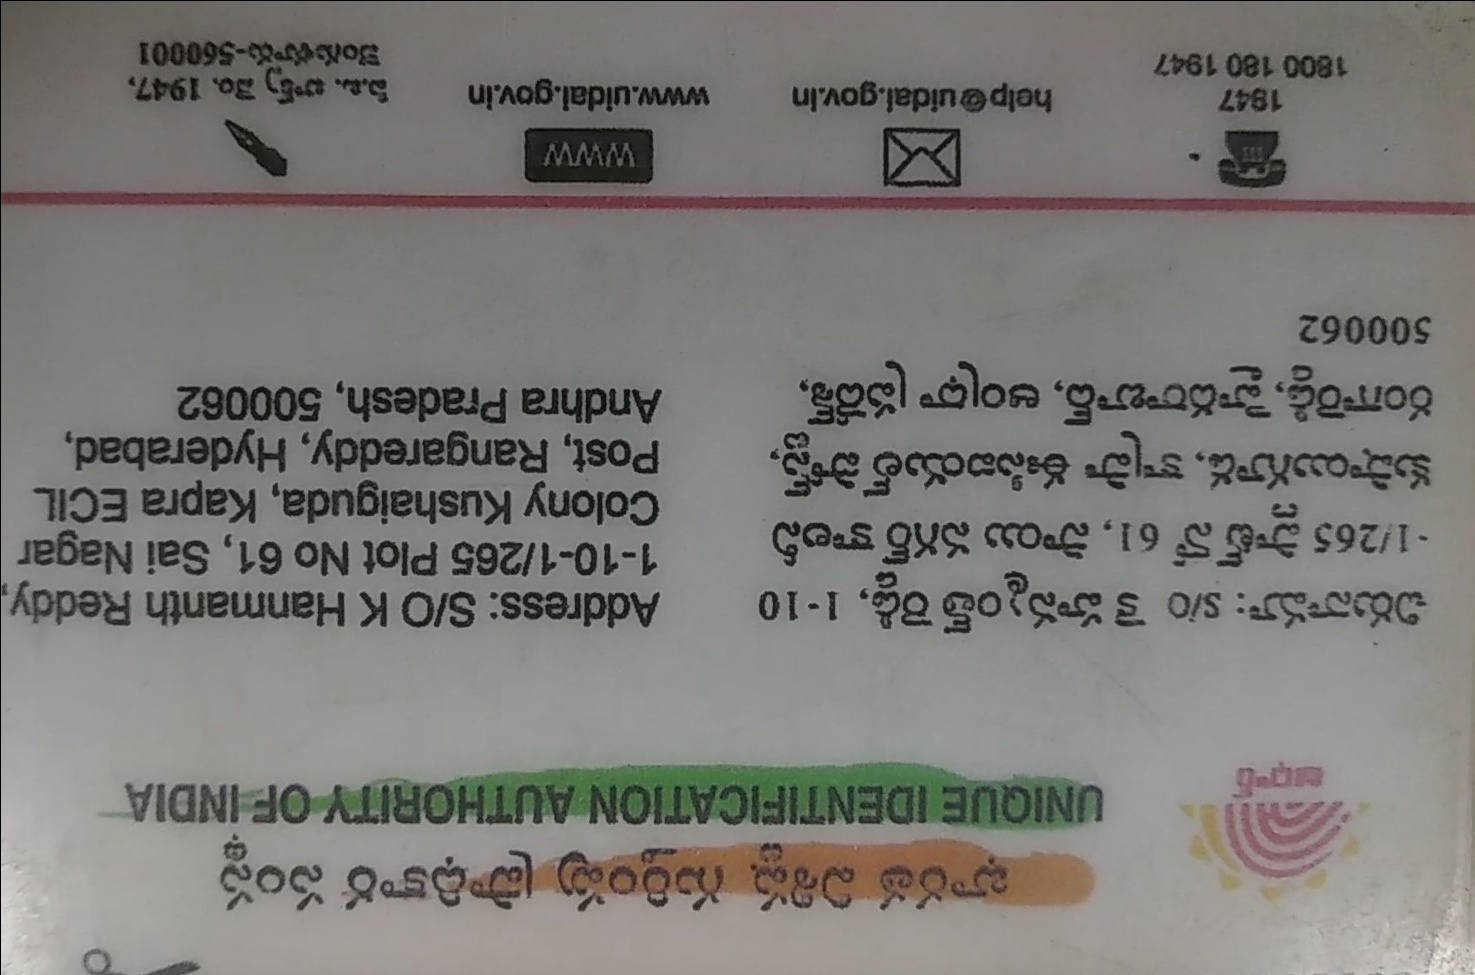 భారత విశిష్ట గుర్తింపు ప్రాధికార సంస్థ
UNIQUE IDENTIFICATION AUTHORITY OF INDIA
ఆధార్
చిరునామా: S/O కె హన్మంత్ రెడ్డి, 1-10
-1/265 ప్లాట్ నొ 61, సాయి నగర్ కాలనీ
కుషాయిగూడ, కాప్రా ఈసిఐయల్ పోస్ట్,
రంగారెడ్డి, హైదరాబాద్, ఆంధ్రా ప్రదేశ్,
500062
Address: S/O K Hanmanth Reddy,
1-10-1/265 Plot No 61, Sai Nagar
Colony Kushaiguda, Kapra ECIL
Post, Rangareddy, Hyderabad,
Andhra Pradesh, 500062
1947
1800 180 1947
help@uidai.gov.in
WWW
www.uidai.gov.in
పి.ఒ. బాక్స్ నెం. 1947,
బెంగుళూరు-560001